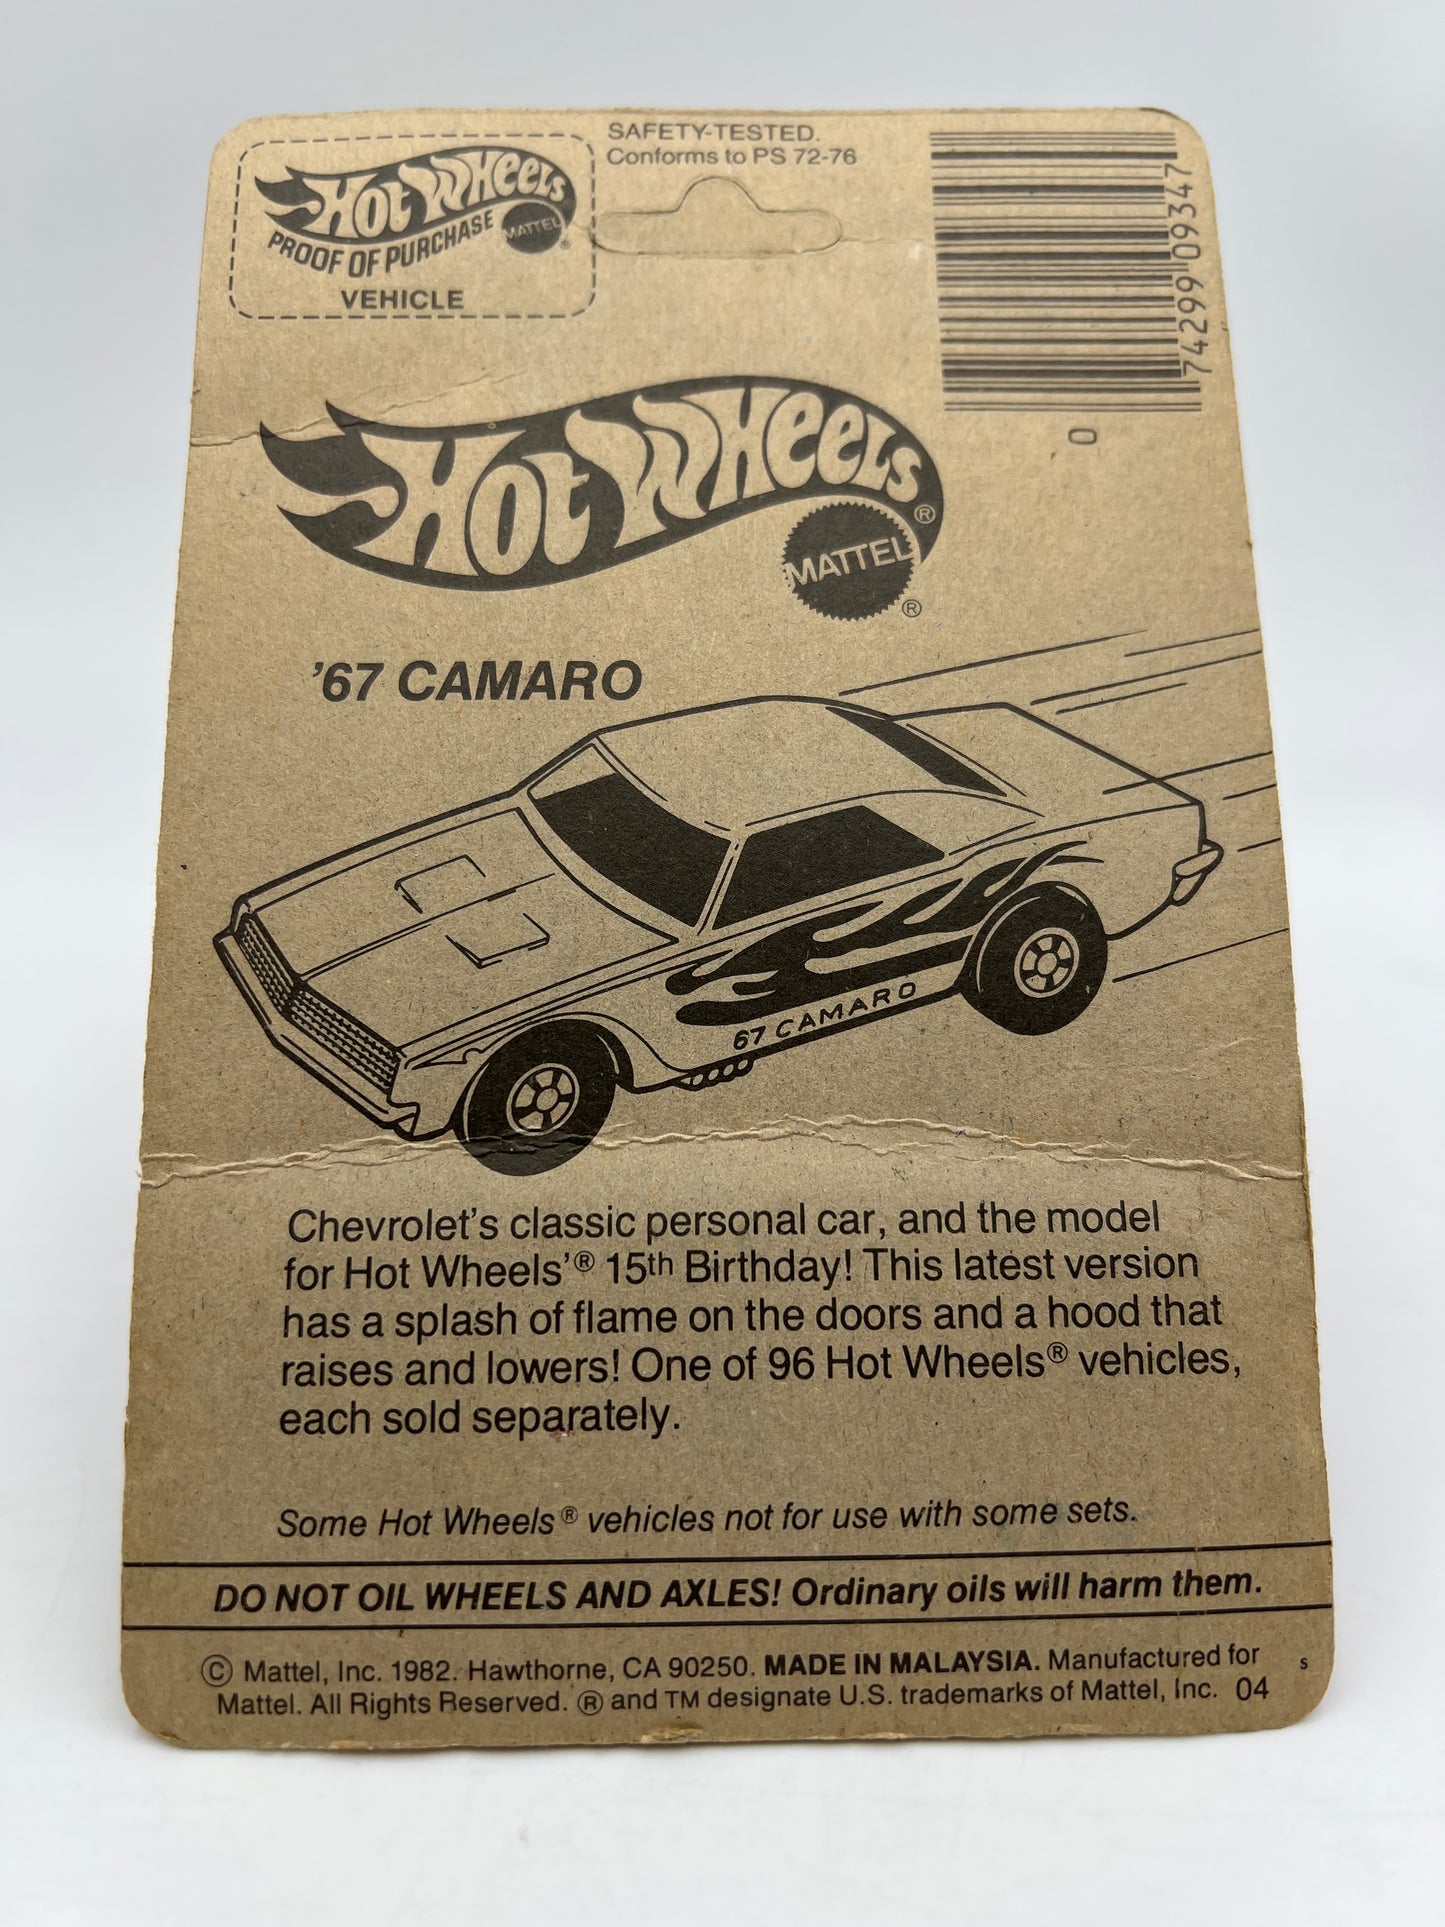 HOT WHEELS
MATTEL®
PROOF OF PURCHASE
VEHICLE
SAFETY-TESTED.
Conforms to PS 72-76
74299 09347
0
HOT WHEELS®
MATTEL®
'67 CAMARO
67 CAMARO
Chevrolet's classic personal car, and the model
for Hot Wheels'® 15th Birthday! This latest version
has a splash of flame on the doors and a hood that
raises and lowers! One of 96 Hot Wheels® vehicles,
each sold separately.
Some Hot Wheels® vehicles not for use with some sets.
DO NOT OIL WHEELS AND AXLES! Ordinary oils will harm them.
© Mattel, Inc. 1982. Hawthorne, CA 90250. MADE IN MALAYSIA. Manufactured for
Mattel. All Rights Reserved. ® and TM designate U.S. trademarks of Mattel, Inc. 04
s